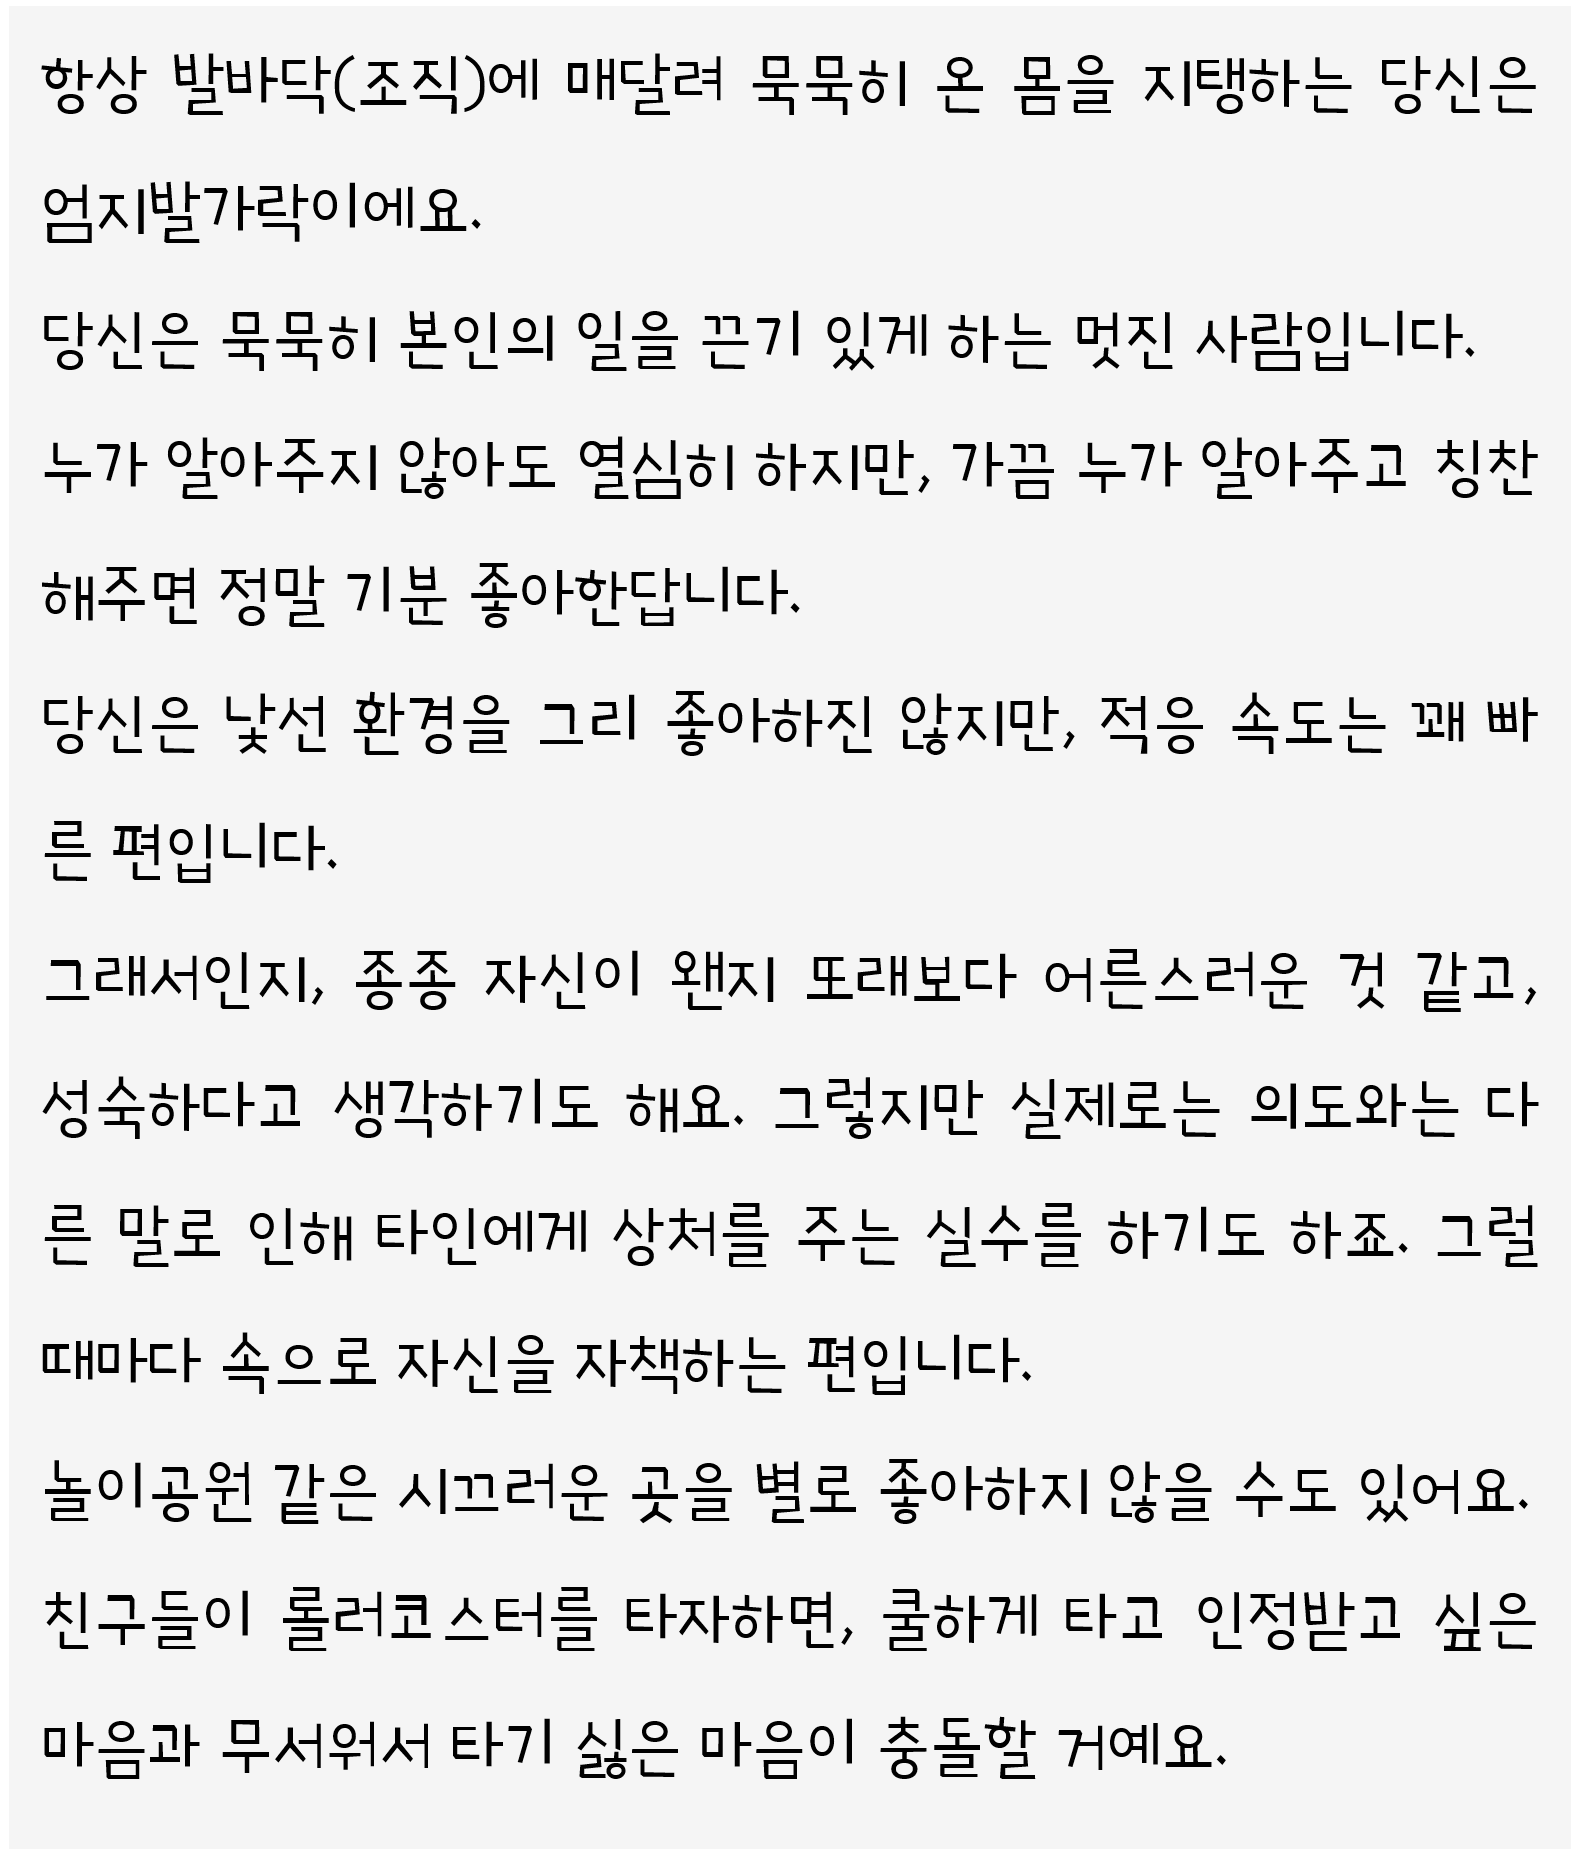 항상 발바닥(조직)에 매달려 묵묵히 온 몸을 지탱하는 당신은
엄지발가락이에요.
당신은 묵묵히 본인의 일을 끈기 있게 하는 멋진 사람입니다.
누가 알아주지 않아도 열심히 하지만, 가끔 누가 알아주고 칭찬
해주면 정말 기분 좋아한답니다.
당신은 낯선 환경을 그리 좋아하진 않지만, 적응 속도는 꽤 빠
른 편입니다.
그래서인지, 종종 자신이 왠지 또래보다 어른스러운 것 같고,
성숙하다고 생각하기도 해요. 그렇지만 실제로는 의도와는 다
른 말로 인해 타인에게 상처를 주는 실수를 하기도 하죠. 그럴
때마다 속으로 자신을 자책하는 편입니다.
놀이공원 같은 시끄러운 곳을 별로 좋아하지 않을 수도 있어요.
친구들이 롤러코스터를 타자하면, 쿨하게 타고 인정받고 싶은
마음과 무서워서 타기 싫은 마음이 충돌할 거예요.